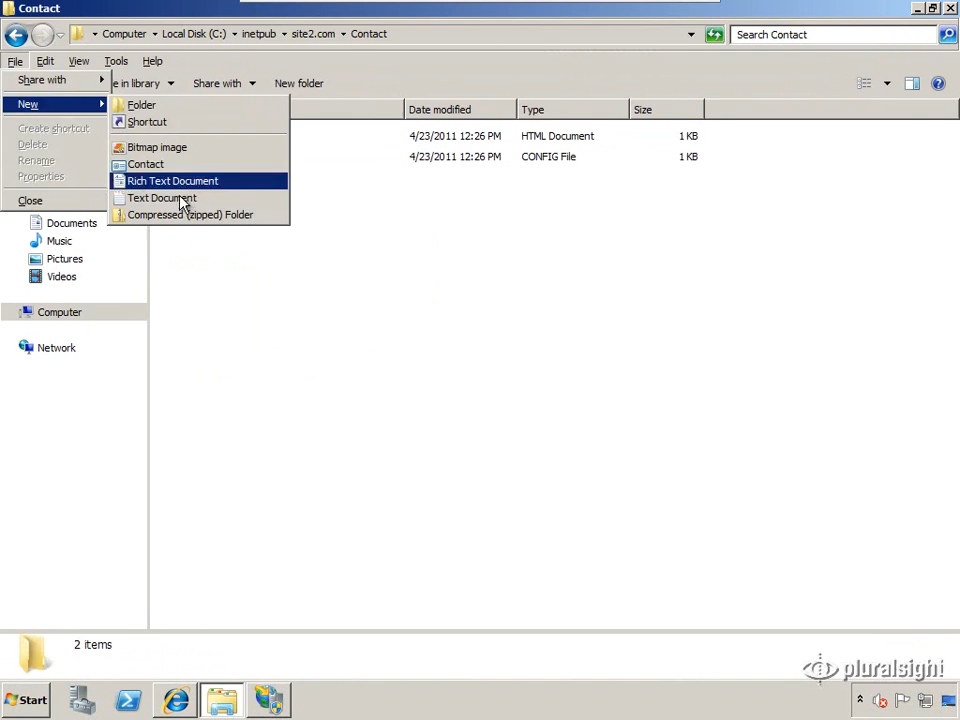 Contact
Computer Local Disk (C:) inetpub site2.com Contact
Search Contact
File Edit View Tools Help
Share with
e in library Share with New folder
New
Folder
Shortcut
Create shortcut
Delete
Rename
Properties
Close
Bitmap image
Contact
Rich Text Document
Text Document
Compressed (zipped) Folder
Date modified Type Size
4/23/2011 12:26 PM HTML Document 1 KB
4/23/2011 12:26 PM CONFIG File 1 KB
Documents
Music
Pictures
Videos
Computer
Network
2 items
pluralsight
Start